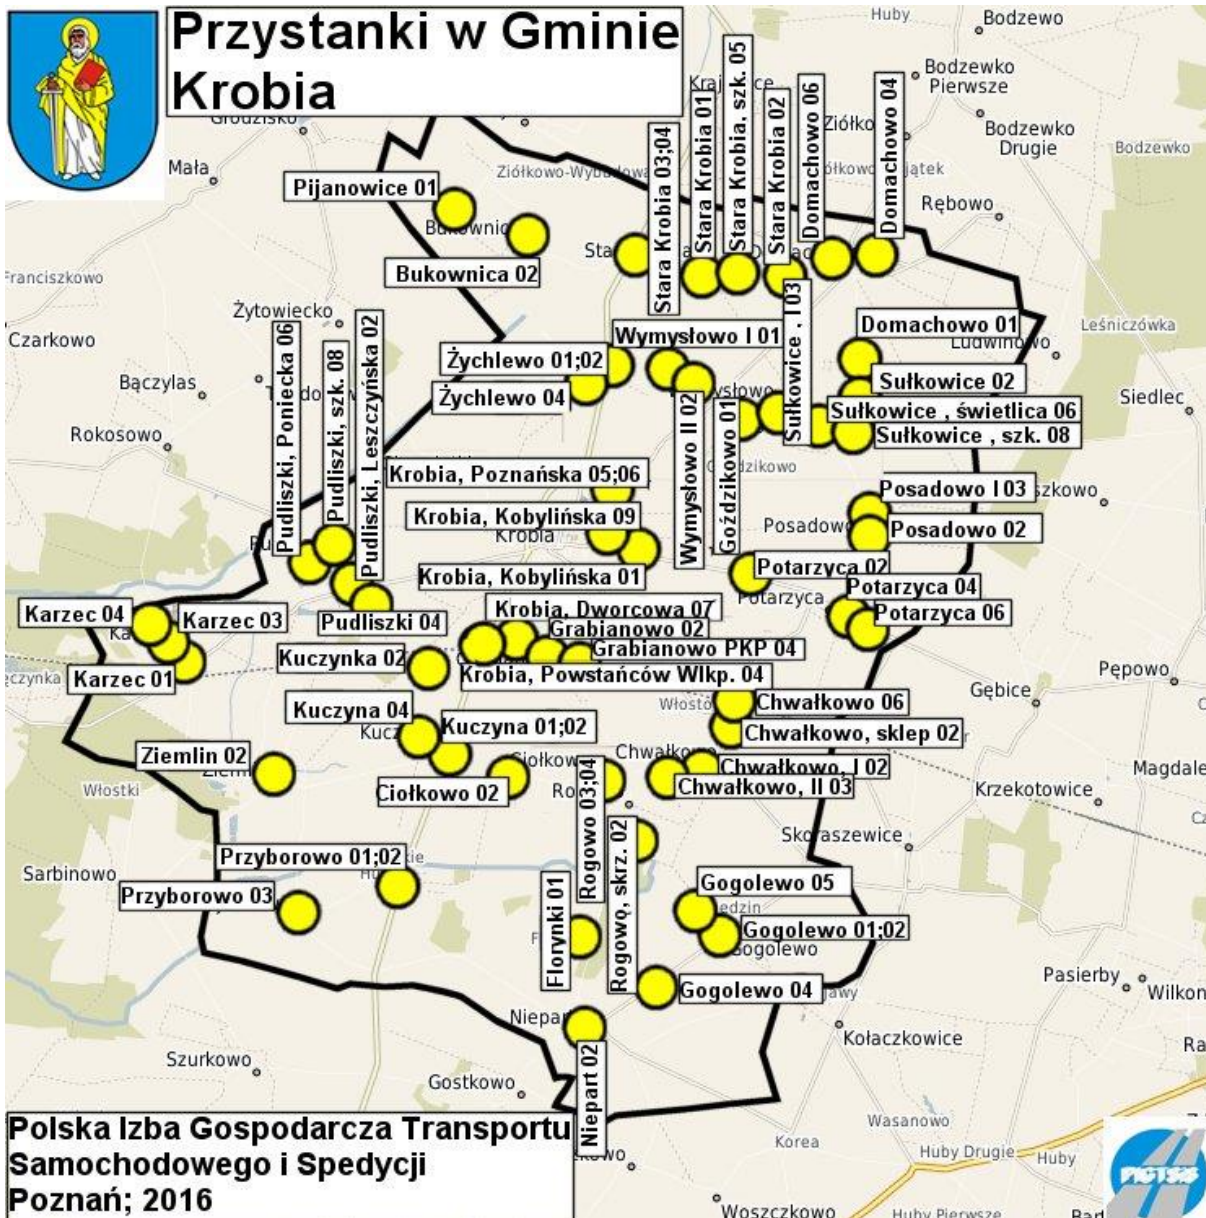 Przystanki w Gminie
Krobia
Huby
Bodzewo
Bodzewko
Pierwsze
Bodzewko
Drugie
Bodzewko
Mała
Ziółkowo-Wybudowa
Rębowo
Stara Krobia 03;04
Stara Krobia 01
Stara Krobia, szk. 05
Stara Krobia 02
Domachowo 06
Domachowo 04
Pijanowice 01
Bukownica 02
Franciszkowo
Żytowiecko
Czarkowo
Leśniczówka
Ludwinowo
Bączylas
Siedlec
Rokosowo
Pudliszki, Poniecka 06
Pudliszki, szk. 08
Pudliszki, Leszczyńska 02
Wymysłowo I 01
Żychlewo 01;02
Żychlewo 04
Sułkowice , I 03
Domachowo 01
Sułkowice 02
Sułkowice , świetlica 06
Sułkowice , szk. 08
Wymysłowo II 02
Goździkowo 01
Krobia, Poznańska 05;06
Krobia, Kobylińska 09
Krobia
Krobia, Kobylińska 01
Posadowo I 03
Posadowo
Posadowo 02
Potarzyca 02
Potarzyca
Potarzyca 04
Potarzyca 06
Karzec 04
Karzec 03
Karzec 01
Pudliszki 04
Krobia, Dworcowa 07
Grabianowo 02
Grabianowo PKP 04
Krobia, Powstańców Wlkp. 04
Kuczynka 02
Kuczyna 04
Kuczyna 01;02
Pępowo
Gębice
Chwałkowo 06
Chwałkowo, sklep 02
Chwałkowo, I 02
Chwałkowo, II 03
Ziemlin 02
Włostki
Ciołkowo 02
Krzekotowice
Skoraszewice
Rogowo 03;04
Rogowo, skrz. 02
Sarbinowo
Przyborowo 01;02
Przyborowo 03
Florynki 01
Gogolewo 05
Gogolewo 01;02
Gogolewo
Gogolewo 04
Pasierby
Kołaczkowice
Niepart 02
Szurkowo
Gostkowo
Wasanowo
Korea
Huby Drugie
Huby
Woszczkowo
Huby Pierwsze
Polska Izba Gospodarcza Transportu
Samochodowego i Spedycji
Poznań; 2016
PIGTSiS